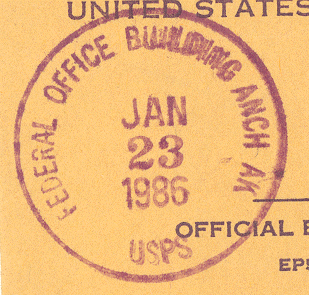 UNITED STATES
FEDERAL OFFICE BUILDING ANCH AK
JAN
23
1986
USPS
OFFICIAL